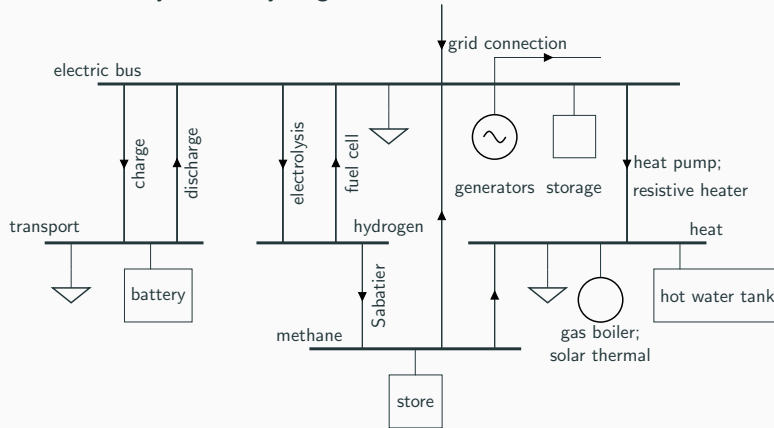 grid connection
electric bus
charge
discharge
electrolysis
fuel cell
generators
storage
heat pump;
resistive heater
transport
hydrogen
heat
battery
Sabatier
hot water tank
methane
gas boiler;
solar thermal
store